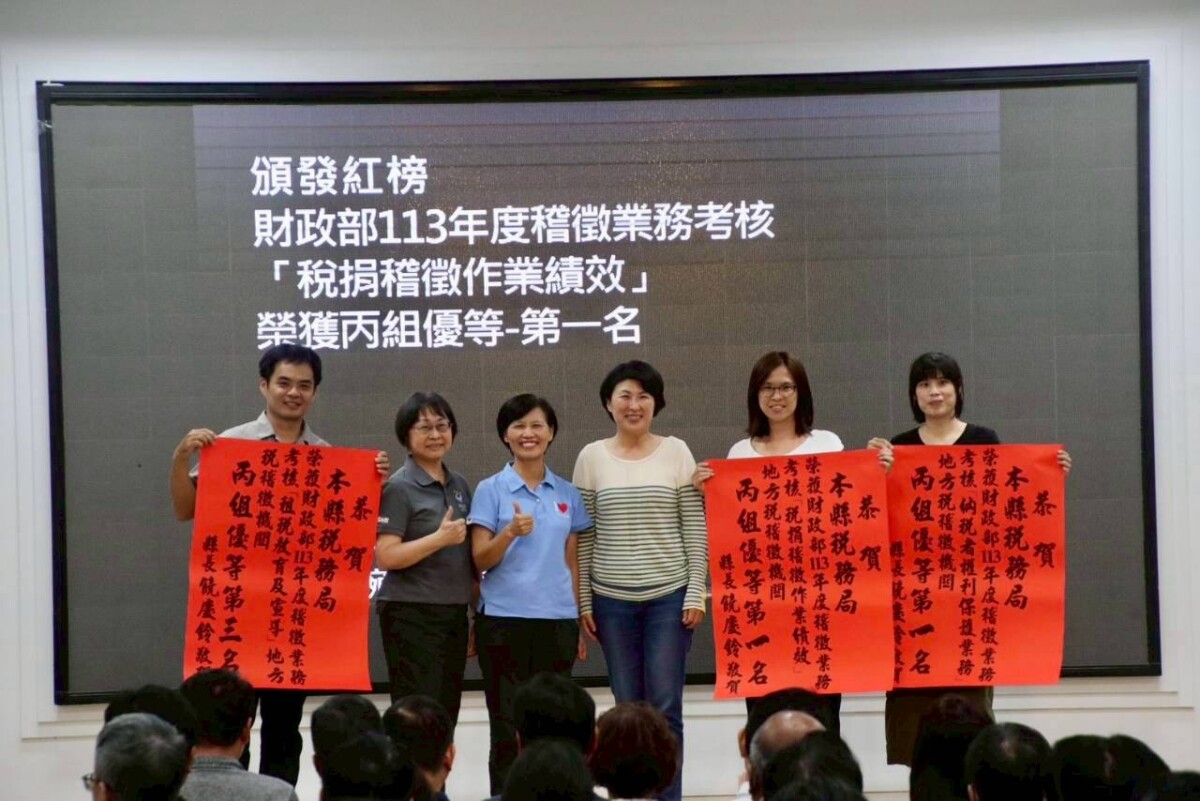 頒發紅榜
財政部113年度稽徵業務考核
「稅捐稽徵作業績效」
榮獲丙組優等-第一名
恭賀
本縣稅務局
榮獲財政部113年度稽徵業務
考核「租稅教育及宣導」地方
稅稽徵機關
丙組優等第三名
縣長饒慶鈴敬賀
恭賀
本縣稅務局
榮獲財政部113年度稽徵業務
考核「稅捐稽徵作業績效」
地方稅稽徵機關
丙組優等第一名
縣長饒慶鈴敬賀
恭賀
本縣稅務局
榮獲財政部113年度稽徵業務
考核「納稅者權利保護業務」
地方稅稽徵機關
丙組優等第一名
縣長饒慶鈴敬賀